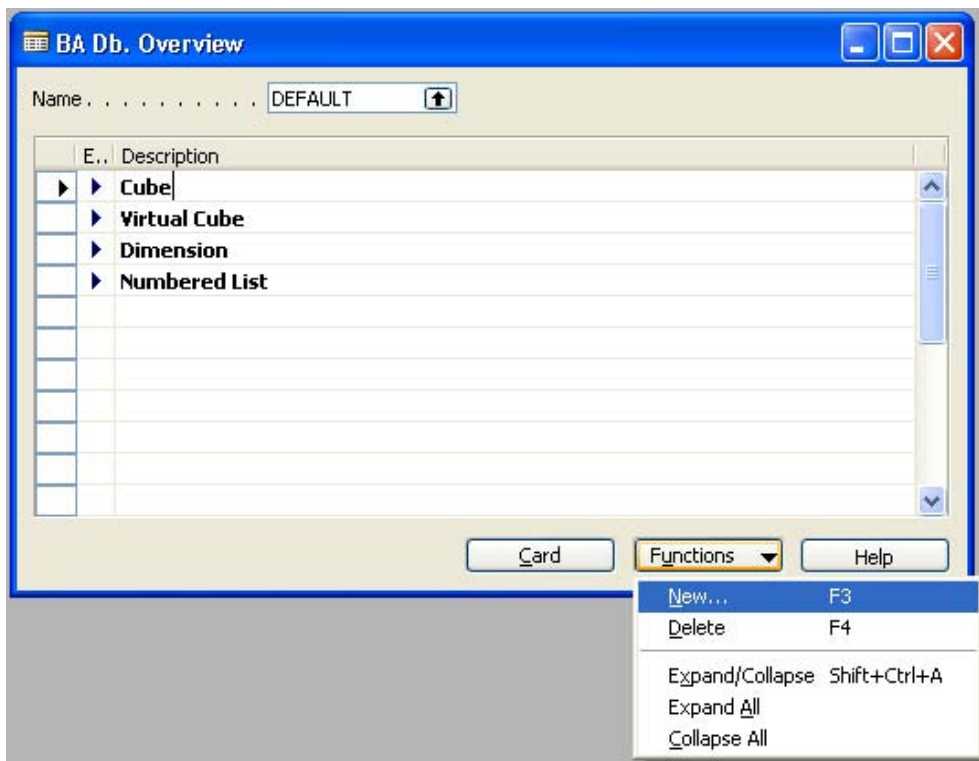 BA Db. Overview
Name . . . . . . . . . . DEFAULT
E.. Description
Cube
Virtual Cube
Dimension
Numbered List
Card Functions Help
New... F3
Delete F4
Expand/Collapse Shift+Ctrl+A
Expand All
Collapse All